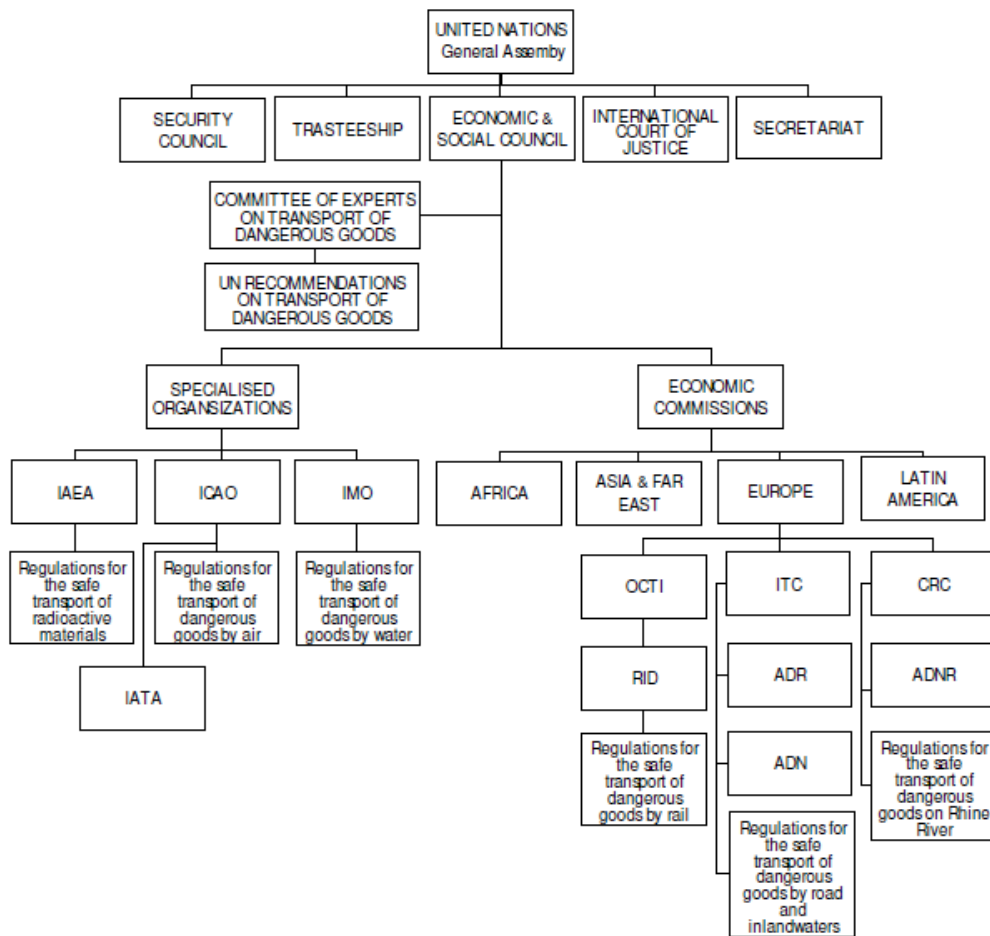 UNITED NATIONS
General Assemby
SECURITY
COUNCIL
TRASTEESHIP
ECONOMIC &
SOCIAL COUNCIL
INTERNATIONAL
COURT OF
JUSTICE
SECRETARIAT
COMMITTEE OF EXPERTS
ON TRANSPORT OF
DANGEROUS GOODS
UN RECOMMENDATIONS
ON TRANSPORT OF
DANGEROUS GOODS
SPECIALISED
ORGANSIZATIONS
ECONOMIC
COMMISSIONS
IAEA
ICAO
IMO
AFRICA
ASIA & FAR
EAST
EUROPE
LATIN
AMERICA
Regulations for
the safe
transport of
radioactive
materials
Regulations for
the safe
transport of
dangerous
goods by air
Regulations for
the safe
transport of
dangerous
goods by water
IATA
OCTI
ITC
CRC
RID
ADR
ADNR
Regulations for
the safe
transport of
dangerous
goods by rail
ADN
Regulations for
the safe
transport of
dangerous
goods on Rhine
River
Regulations for
the safe
transport of
dangerous
goods by road
and
inlandwaters